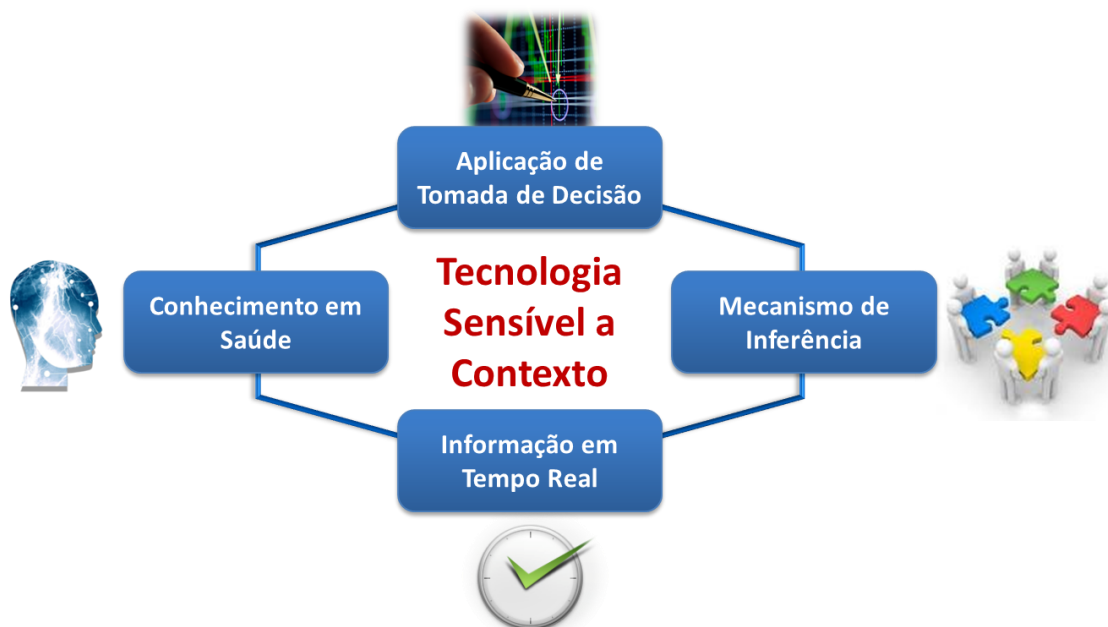 Aplicação de
Tomada de Decisão
Conhecimento em
Saúde
Tecnologia
Sensível a
Contexto
Mecanismo de
Inferência
Informação em
Tempo Real